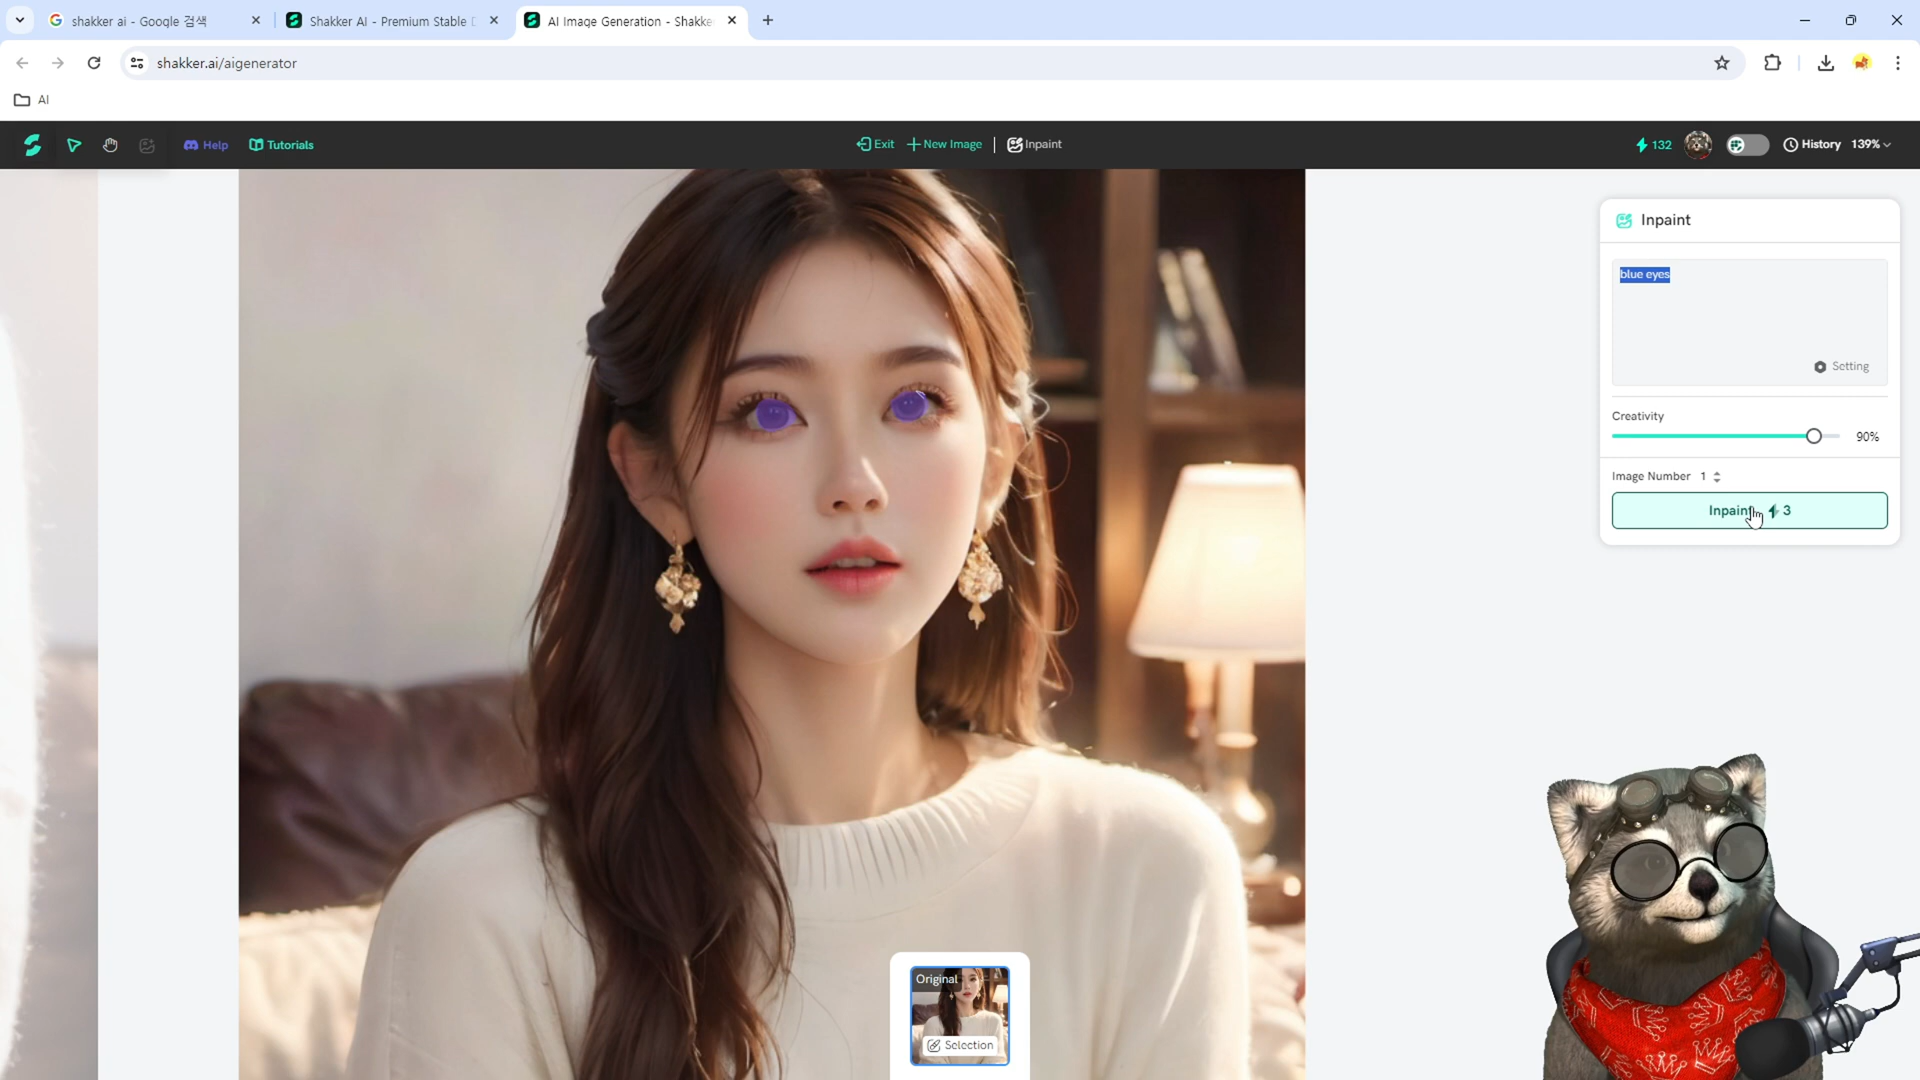 shakker ai - Google 검색
Shakker AI - Premium Stable D
AI Image Generation - Shakker
shakker.ai/aigenerator
AI
Help
Tutorials
Exit
New Image
Inpaint
132
History
139%
Inpaint
blue eyes
Setting
Creativity
90%
Image Number 1
Inpaint 3
Original
Selection